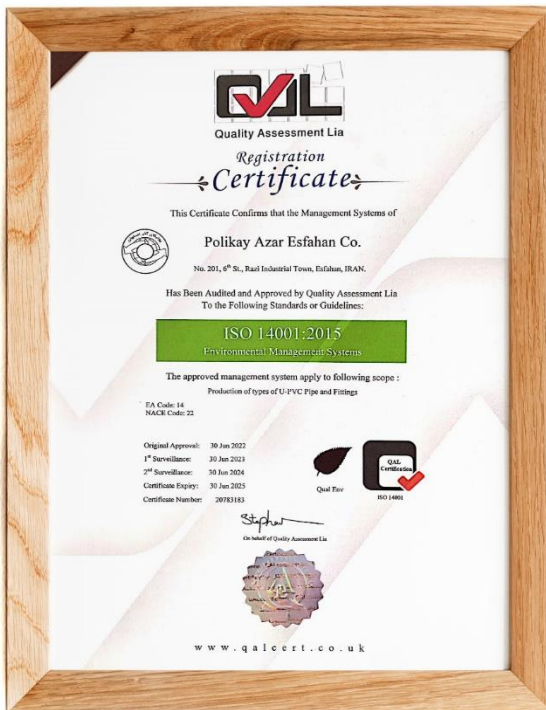 QAL
Quality Assessment Lia
Registration
Certificate
This Certificate Confirms that the Management Systems of
Polikay Azar Esfahan Co.
No. 201, 6th St., Razi Industrial Town, Esfahan, IRAN.
Has Been Audited and Approved by Quality Assessment Lia
To the Following Standards or Guidelines:
ISO 14001:2015
Environmental Management Systems
The approved management system apply to following scope :
Production of types of U-PVC Pipe and Fittings
EA Code: 14
NACE Code: 22
Original Approval: 30 Jun 2022
1st Surveillance: 30 Jun 2023
2nd Surveillance: 30 Jun 2024
Certificate Expiry: 30 Jun 2025
Certificate Number: 20783183
Qual Env
QAL
Certification
ISO 14001
Stephen
On behalf of Quality Assessment Lia
www.qalcert.co.uk